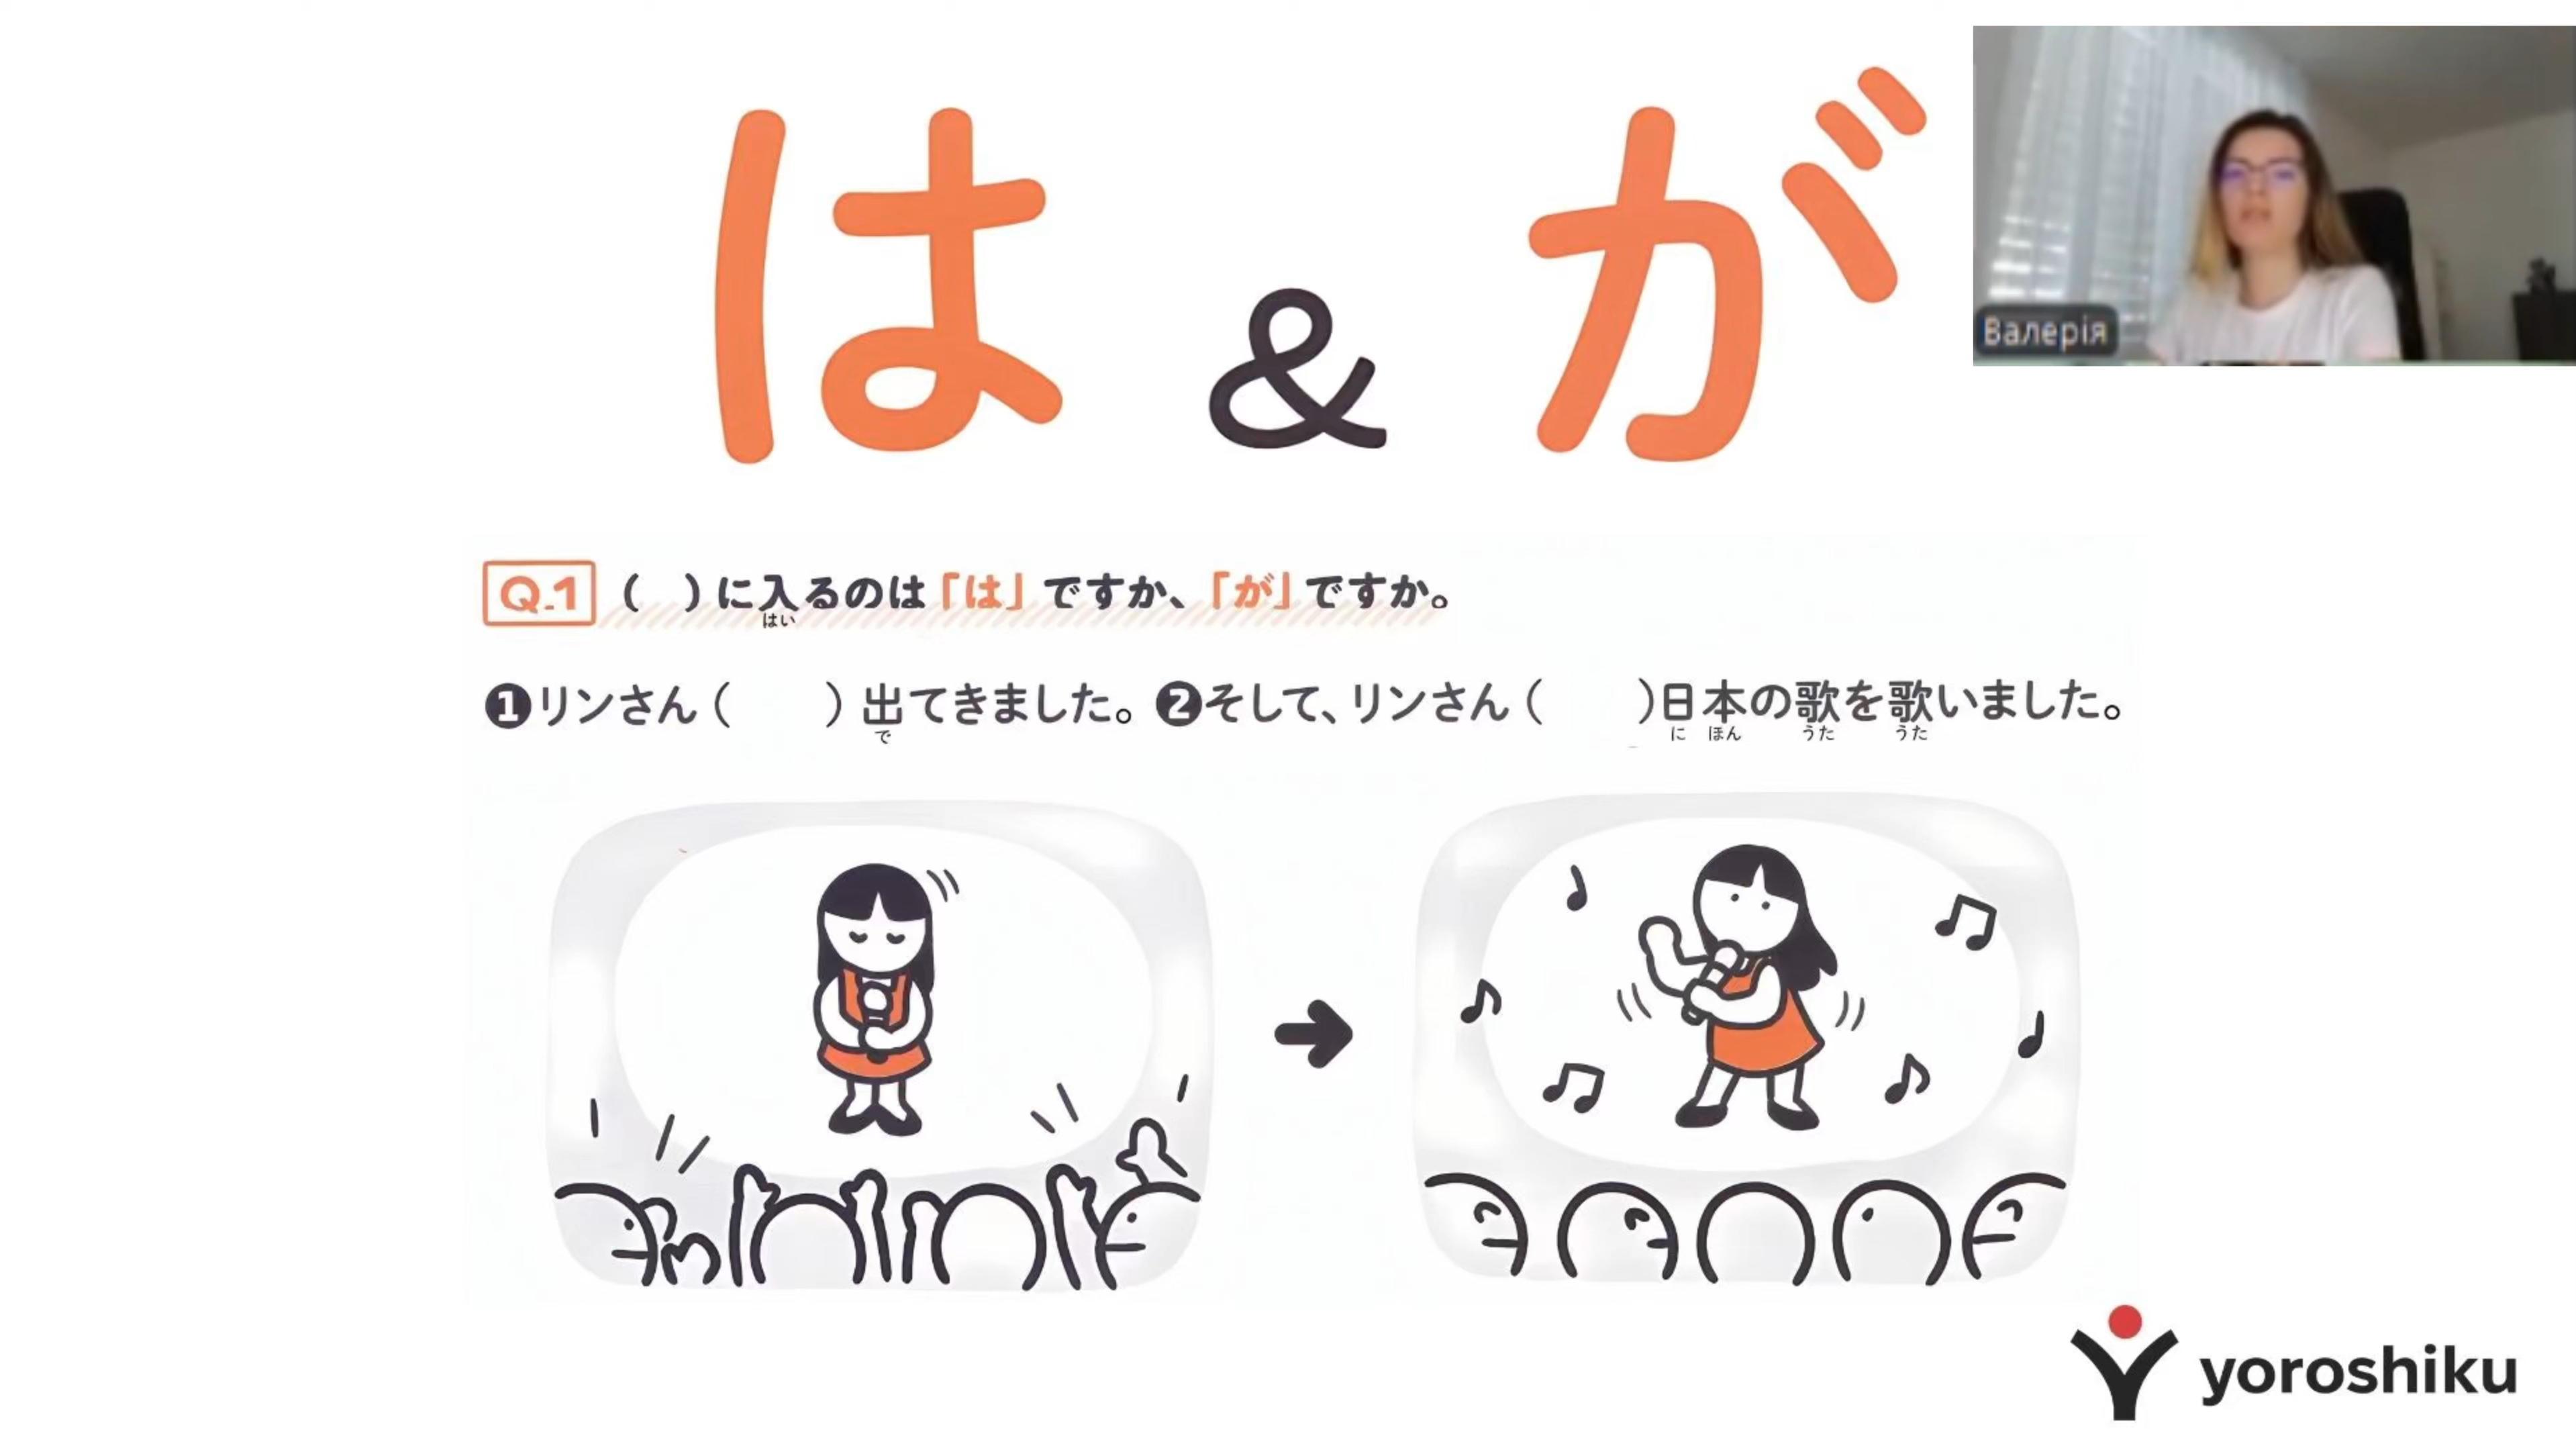 は & が
Валерія
Q.1 ( )に入るのは「は」ですか、「が」ですか。
はい
❶リンさん( )出てきました。❷そして、リンさん( )日本の歌を歌いました。
で に ほん うた うた
yoroshiku